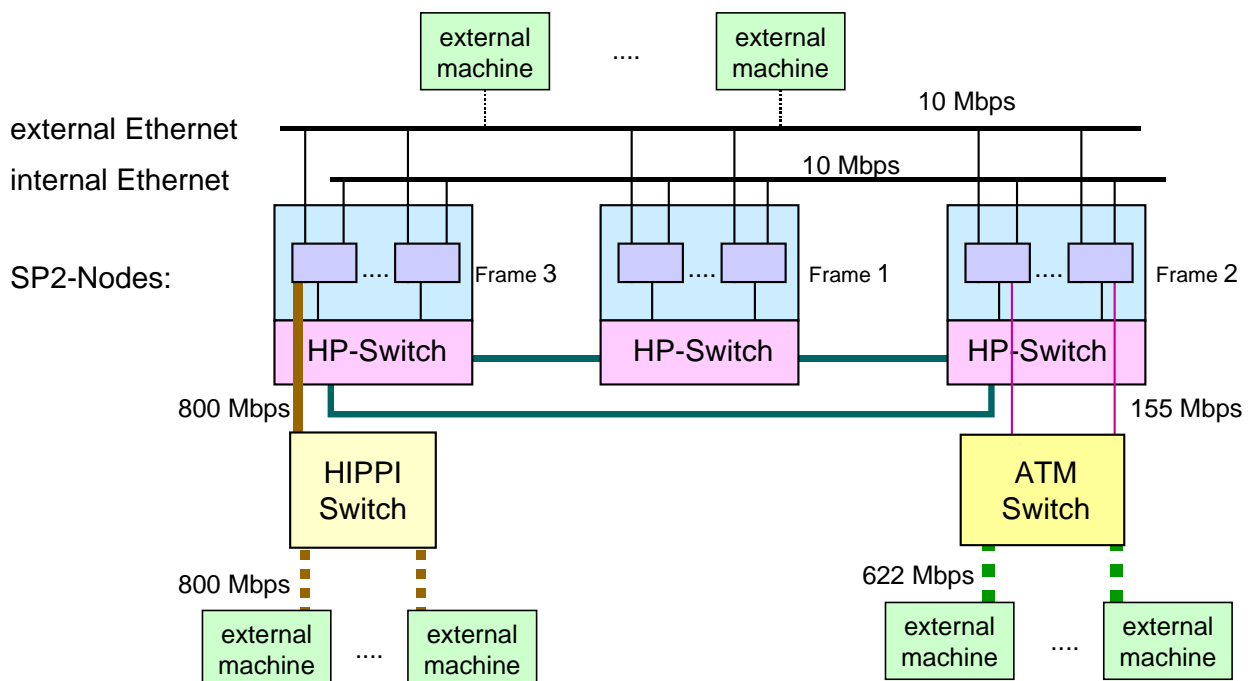 external
machine
....
external
machine
10 Mbps
external Ethernet
internal Ethernet
10 Mbps
SP2-Nodes:
....
Frame 3
....
Frame 1
....
Frame 2
HP-Switch
HP-Switch
HP-Switch
800 Mbps
155 Mbps
HIPPI
Switch
ATM
Switch
800 Mbps
622 Mbps
external
machine
....
external
machine
external
machine
....
external
machine